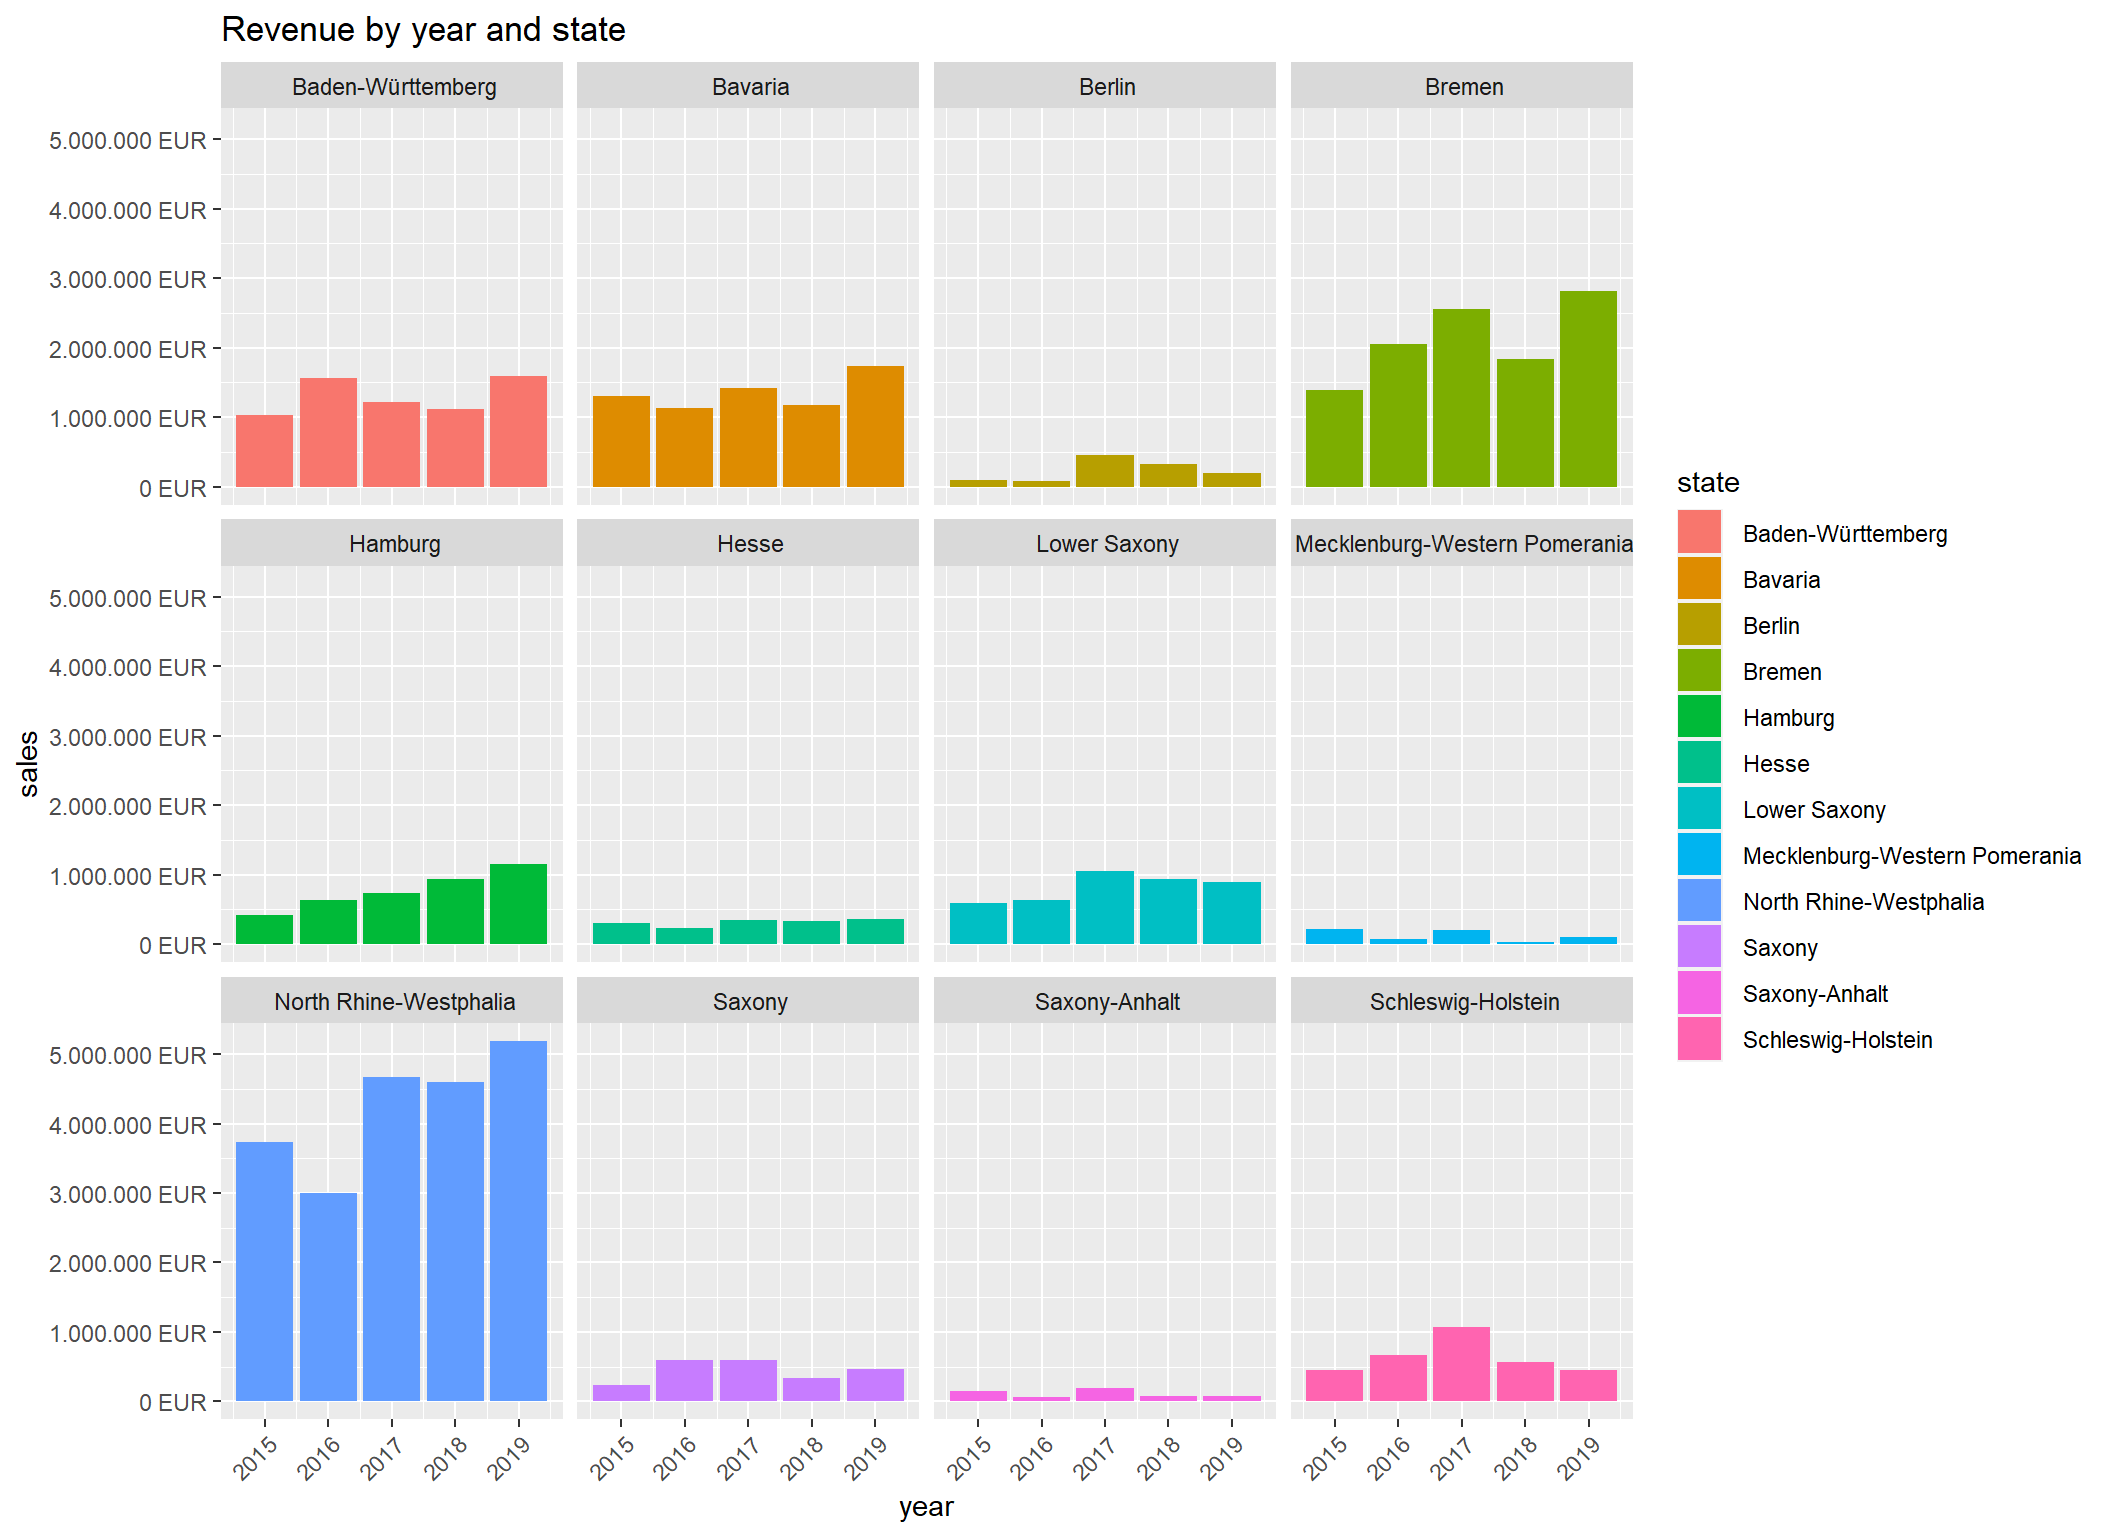 Revenue by year and state
Baden-Württemberg
Bavaria
Berlin
Bremen
5.000.000 EUR
4.000.000 EUR
3.000.000 EUR
2.000.000 EUR
1.000.000 EUR
0 EUR
Hamburg
Hesse
Lower Saxony
Mecklenburg-Western Pomerania
5.000.000 EUR
4.000.000 EUR
3.000.000 EUR
2.000.000 EUR
1.000.000 EUR
0 EUR
North Rhine-Westphalia
Saxony
Saxony-Anhalt
Schleswig-Holstein
5.000.000 EUR
4.000.000 EUR
3.000.000 EUR
2.000.000 EUR
1.000.000 EUR
0 EUR
2015 2016 2017 2018 2019
2015 2016 2017 2018 2019
2015 2016 2017 2018 2019
2015 2016 2017 2018 2019
year
sales
state
Baden-Württemberg
Bavaria
Berlin
Bremen
Hamburg
Hesse
Lower Saxony
Mecklenburg-Western Pomerania
North Rhine-Westphalia
Saxony
Saxony-Anhalt
Schleswig-Holstein